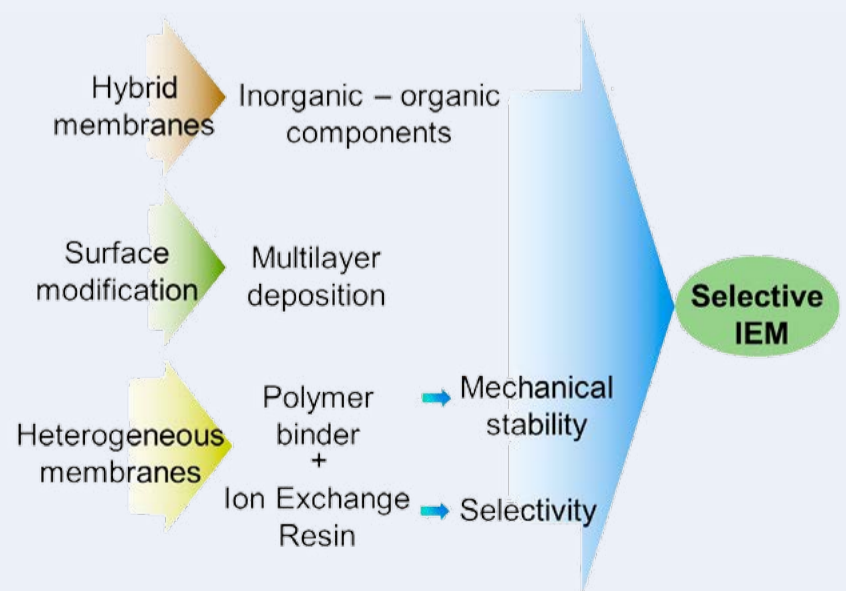 Hybrid
membranes
Inorganic – organic
components
Surface
modification
Multilayer
deposition
Heterogeneous
membranes
Polymer
binder
+
Ion Exchange
Resin
Mechanical
stability
Selectivity
Selective
IEM